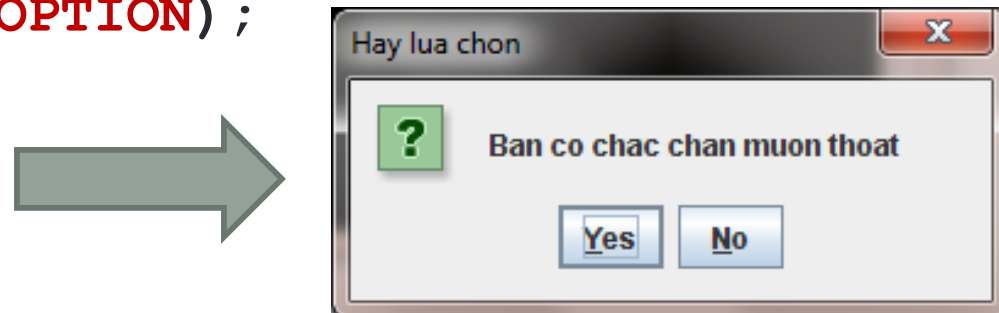 OPTION);
Hay lua chon
?
Ban co chac chan muon thoat
Yes No